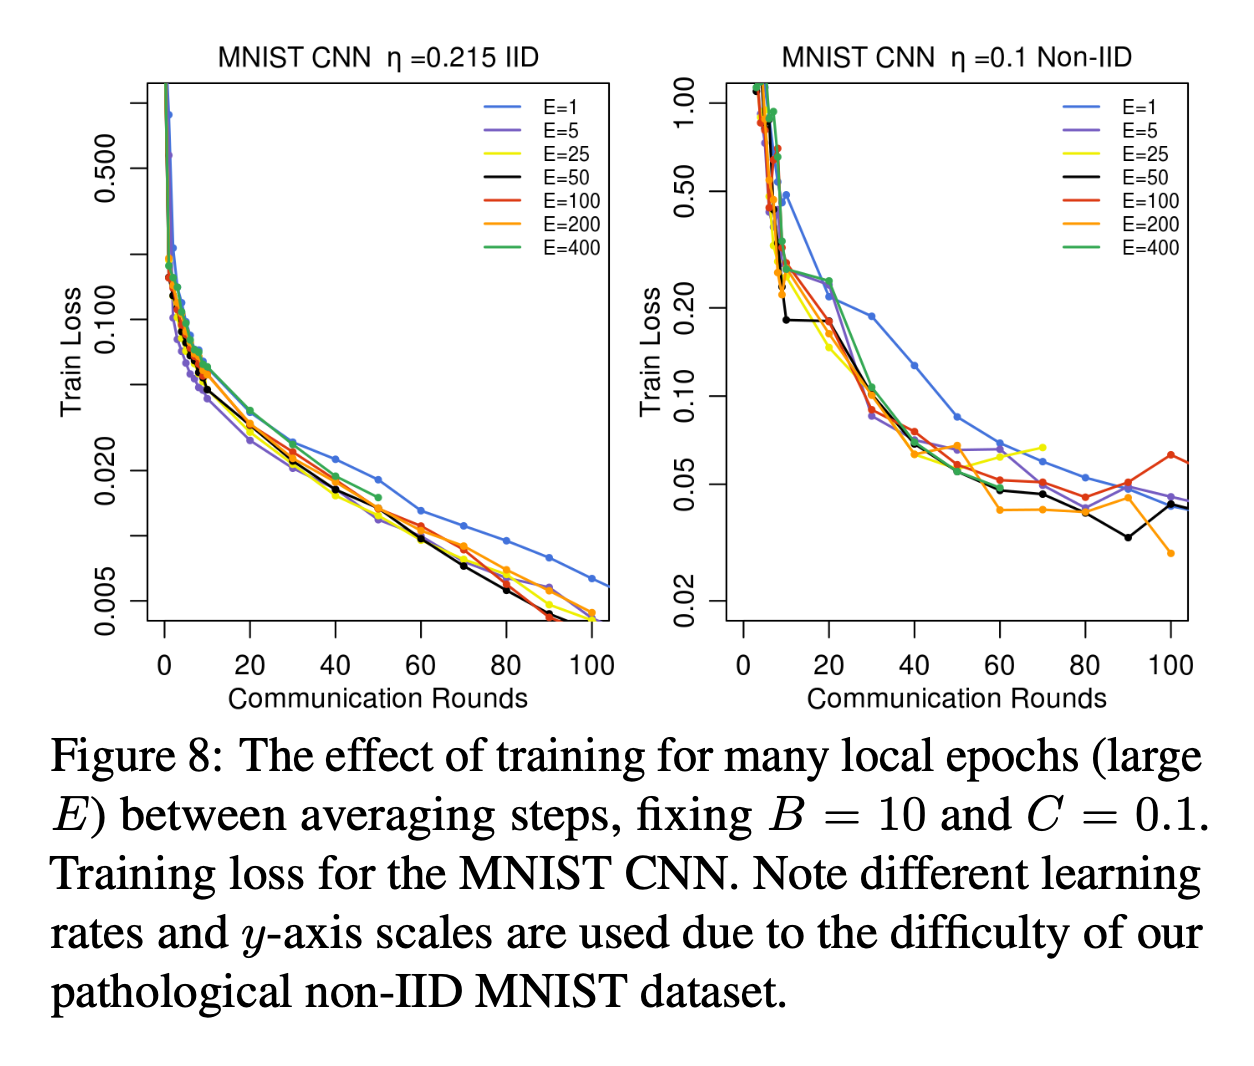 MNIST CNN η =0.215 IID
Train Loss
0.500
0.100
0.020
0.005
E=1
E=5
E=25
E=50
E=100
E=200
E=400
0 20 40 60 80 100
Communication Rounds
MNIST CNN η =0.1 Non-IID
Train Loss
1.00
0.50
0.20
0.10
0.05
0.02
E=1
E=5
E=25
E=50
E=100
E=200
E=400
0 20 40 60 80 100
Communication Rounds
Figure 8: The effect of training for many local epochs (large
E) between averaging steps, fixing B = 10 and C = 0.1.
Training loss for the MNIST CNN. Note different learning
rates and y-axis scales are used due to the difficulty of our
pathological non-IID MNIST dataset.